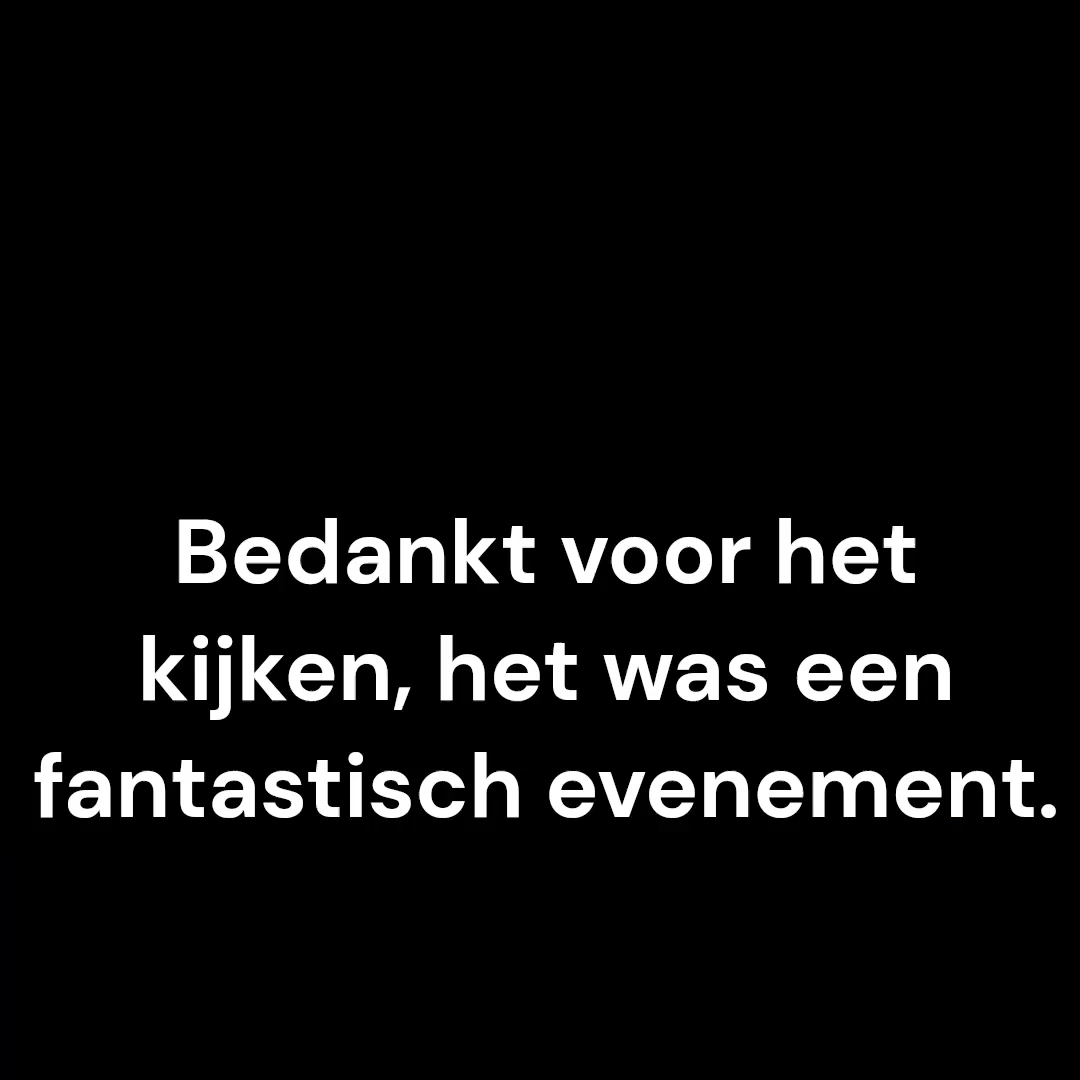 Bedankt voor het
kijken, het was een
fantastisch evenement.